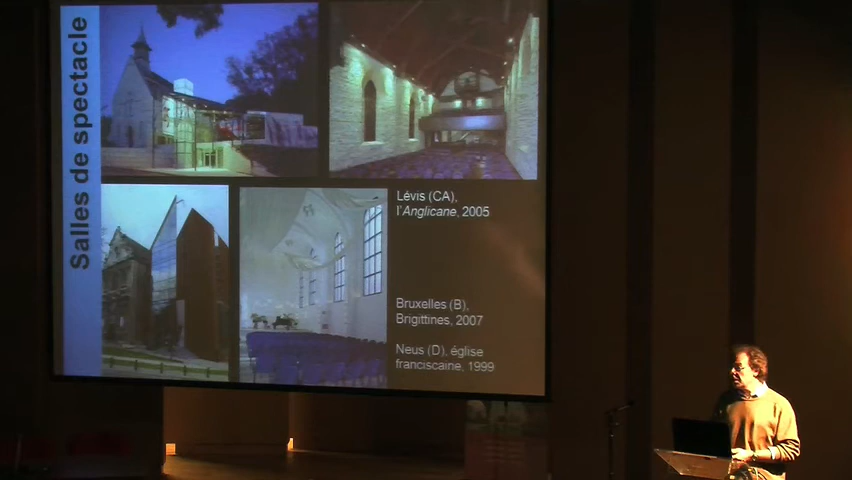 Salles de spectacle
Lévis (CA),
l'Anglicane, 2005
Bruxelles (B),
Brigittines, 2007
Neus (D), église
franciscaine, 1999